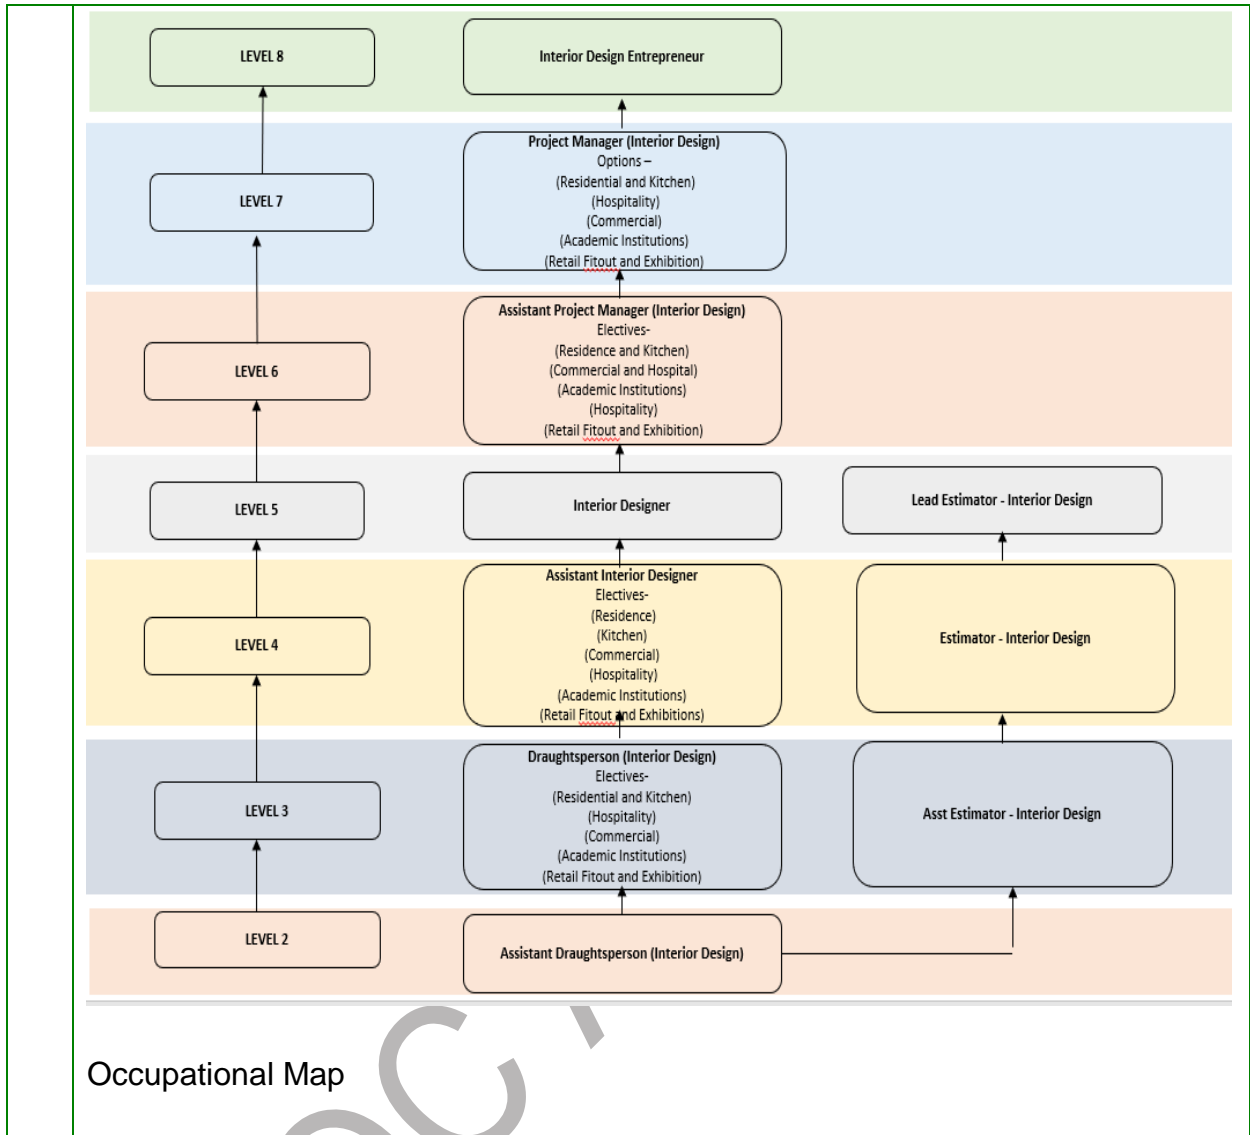 LEVEL 8
Interior Design Entrepreneur
LEVEL 7
Project Manager (Interior Design)
Options –
(Residential and Kitchen)
(Hospitality)
(Commercial)
(Academic Institutions)
(Retail Fitout and Exhibition)
LEVEL 6
Assistant Project Manager (Interior Design)
Electives-
(Residence and Kitchen)
(Commercial and Hospital)
(Academic Institutions)
(Hospitality)
(Retail Fitout and Exhibition)
LEVEL 5
Interior Designer
Lead Estimator - Interior Design
LEVEL 4
Assistant Interior Designer
Electives-
(Residence)
(Kitchen)
(Commercial)
(Hospitality)
(Academic Institutions)
(Retail Fitout and Exhibitions)
Estimator - Interior Design
LEVEL 3
Draughtsperson (Interior Design)
Electives-
(Residential and Kitchen)
(Hospitality)
(Commercial)
(Academic Institutions)
(Retail Fitout and Exhibition)
Asst Estimator - Interior Design
LEVEL 2
Assistant Draughtsperson (Interior Design)
Occupational Map